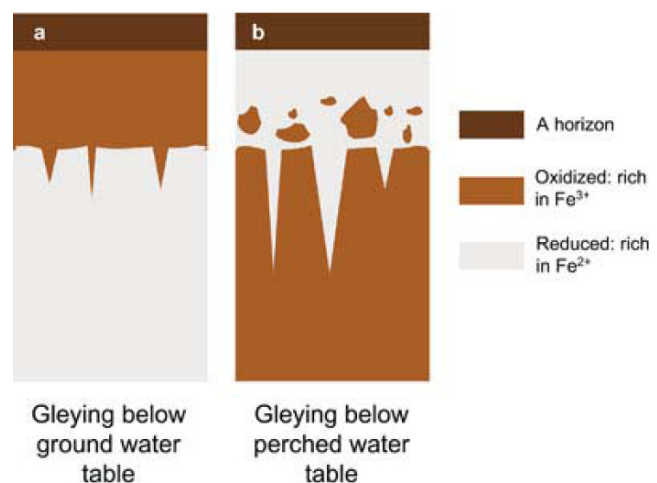 a
b
A horizon
Oxidized: rich
in Fe³⁺
Reduced: rich
in Fe²⁺
Gleying below
ground water
table
Gleying below
perched water
table